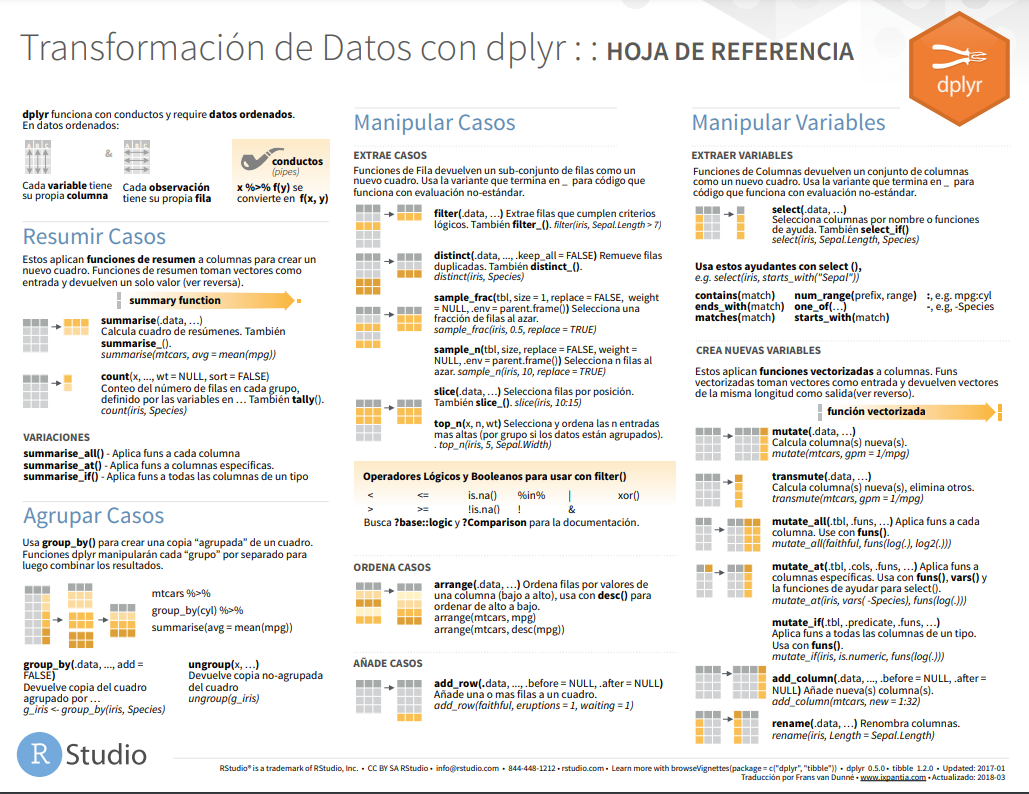 Transformación de Datos con dplyr : : HOJA DE REFERENCIA
dplyr
dplyr funciona con conductos y require datos ordenados.
En datos ordenados:
A B C
&
A B C
Cada variable tiene
su propia columna
Cada observación
tiene su propia fila
conductos
(pipes)
x %>% f(y) se
convierte en f(x, y)
Resumir Casos
Estos aplican funciones de resumen a columnas para crear un
nuevo cuadro. Funciones de resumen toman vectores como
entrada y devuelven un solo valor (ver reversa).
summary function
summarise(.data, …)
Calcula cuadro de resúmenes. También
summarise_().
summarise(mtcars, avg = mean(mpg))
count(x, ..., wt = NULL, sort = FALSE)
Conteo del número de filas en cada grupo,
definido por las variables en … También tally().
count(iris, Species)
VARIACIONES
summarise_all() - Aplica funs a cada columna
summarise_at() - Aplica funs a columnas específicas.
summarise_if() - Aplica funs a todas las columnas de un tipo
Agrupar Casos
Usa group_by() para crear una copia “agrupada” de un cuadro.
Funciones dplyr manipularán cada “grupo” por separado para
luego combinar los resultados.
mtcars %>%
group_by(cyl) %>%
summarise(avg = mean(mpg))
group_by(.data, ..., add =
FALSE)
Devuelve copia del cuadro
agrupado por …
g_iris <- group_by(iris, Species)
ungroup(x, …)
Devuelve copia no-agrupada
del cuadro
ungroup(g_iris)
Manipular Casos
EXTRAE CASOS
Funciones de Fila devuelven un sub-conjunto de filas como un
nuevo cuadro. Usa la variante que termina en _ para código que
funciona con evaluación no-estándar.
filter(.data, …) Extrae filas que cumplen criterios
lógicos. También filter_(). filter(iris, Sepal.Length > 7)
distinct(.data, ..., .keep_all = FALSE) Remueve filas
duplicadas. También distinct_().
distinct(iris, Species)
sample_frac(tbl, size = 1, replace = FALSE, weight
= NULL, .env = parent.frame()) Selecciona una
fracción de filas al azar.
sample_frac(iris, 0.5, replace = TRUE)
sample_n(tbl, size, replace = FALSE, weight =
NULL, .env = parent.frame()) Selecciona n filas al
azar. sample_n(iris, 10, replace = TRUE)
slice(.data, …) Selecciona filas por posición.
También slice_(). slice(iris, 10:15)
top_n(x, n, wt) Selecciona y ordena las n entradas
mas altas (por grupo si los datos están agrupados).
. top_n(iris, 5, Sepal.Width)
Operadores Lógicos y Booleanos para usar con filter()
< <= is.na() %in% | xor()
> >= !is.na() ! &
Busca ?base::logic y ?Comparison para la documentación.
ORDENA CASOS
arrange(.data, …) Ordena filas por valores de
una columna (bajo a alto), usa con desc() para
ordenar de alto a bajo.
arrange(mtcars, mpg)
arrange(mtcars, desc(mpg))
AÑADE CASOS
add_row(.data, ..., .before = NULL, .after = NULL)
Añade una o mas filas a un cuadro.
add_row(faithful, eruptions = 1, waiting = 1)
Manipular Variables
EXTRAER VARIABLES
Funciones de Columnas devuelven un conjunto de columnas
como un nuevo cuadro. Usa la variante que termina en _ para
código que funciona con evaluación no-estándar.
select(.data, …)
Selecciona columnas por nombre o funciones
de ayuda. También select_if()
select(iris, Sepal.Length, Species)
Usa estos ayudantes con select (),
e.g. select(iris, starts_with("Sepal"))
contains(match) num_range(prefix, range) :, e.g. mpg:cyl
ends_with(match) one_of(…) -, e,g, -Species
matches(match) starts_with(match)
CREA NUEVAS VARIABLES
Estos aplican funciones vectorizadas a columnas. Funs
vectorizadas toman vectores como entrada y devuelven vectores
de la misma longitud como salida(ver reverso).
función vectorizada
mutate(.data, …)
Calcula columna(s) nueva(s).
mutate(mtcars, gpm = 1/mpg)
transmute(.data, …)
Calcula columna(s) nueva(s), elimina otros.
transmute(mtcars, gpm = 1/mpg)
mutate_all(.tbl, .funs, …) Aplica funs a cada
columna. Use con funs().
mutate_all(faithful, funs(log(.), log2(.)))
mutate_at(.tbl, .cols, .funs, …) Aplica funs a
columnas específicas. Usa con funs(), vars() y
la funciones de ayudar para select().
mutate_at(iris, vars( -Species), funs(log(.)))
mutate_if(.tbl, .predicate, .funs, …)
Aplica funs a todas las columnas de un tipo.
Usa con funs().
mutate_if(iris, is.numeric, funs(log(.)))
add_column(.data, ..., .before = NULL, .after =
NULL) Añade nueva(s) columna(s).
add_column(mtcars, new = 1:32)
rename(.data, …) Renombra columnas.
rename(iris, Length = Sepal.Length)
R Studio
RStudio® is a trademark of RStudio, Inc. • CC BY SA RStudio • info@rstudio.com • 844-448-1212 • rstudio.com • Learn more with browseVignettes(package = c("dplyr", "tibble")) • dplyr 0.5.0 • tibble 1.2.0 • Updated: 2017-01
Traducción por Frans van Dunné • www.ixpantia.com • Actualizado: 2018-03